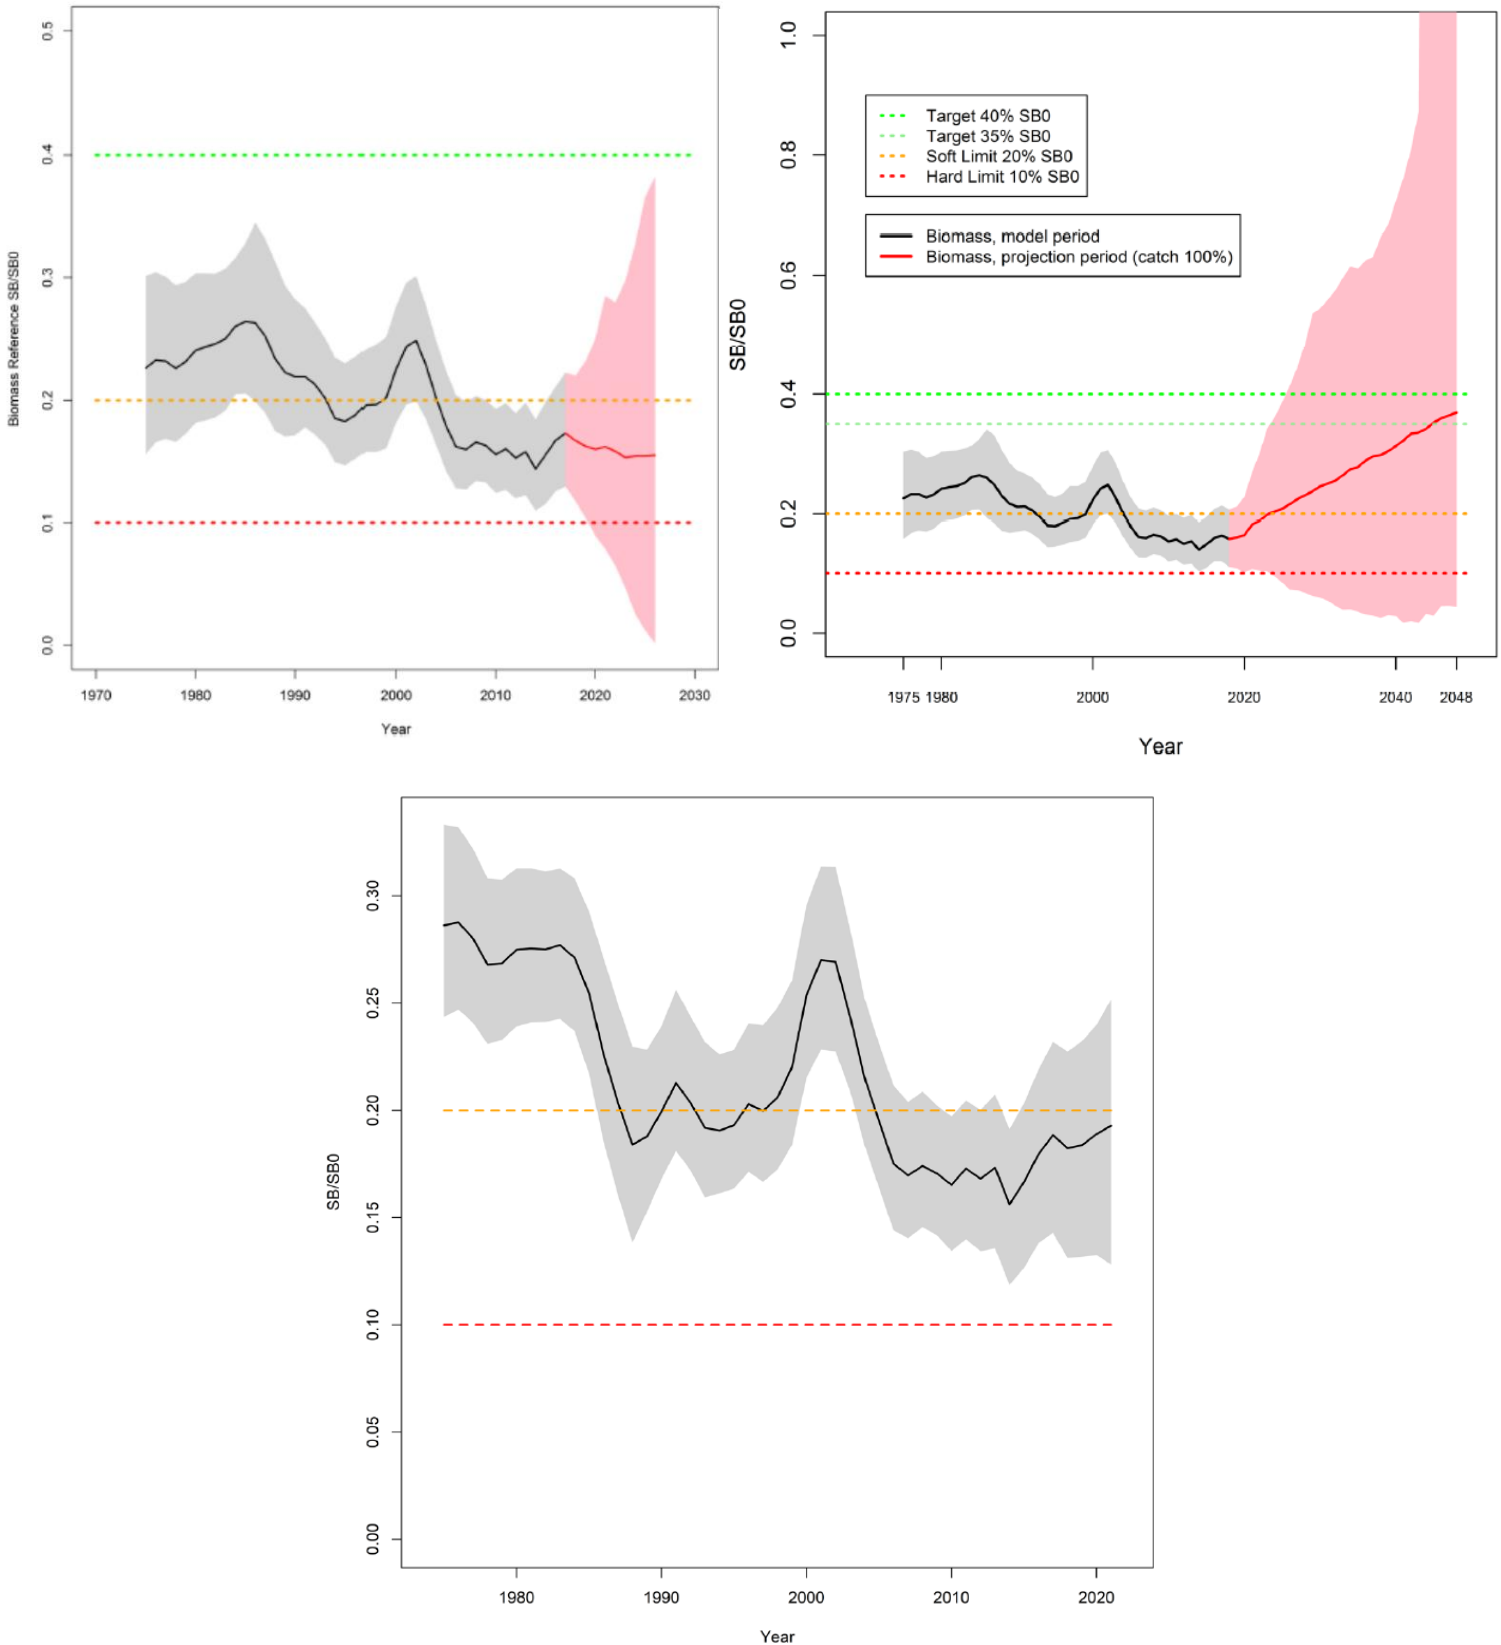 Biomass Reference SB/SB0
0.5
0.4
0.3
0.2
0.1
0.0
1970 1980 1990 2000 2010 2020 2030
Year
SB/SB0
1.0
0.8
0.6
0.4
0.2
0.0
Target 40% SB0
Target 35% SB0
Soft Limit 20% SB0
Hard Limit 10% SB0
Biomass, model period
Biomass, projection period (catch 100%)
1975 1980 2000 2020 2040 2048
Year
SB/SB0
0.30
0.25
0.20
0.15
0.10
0.05
0.00
1980 1990 2000 2010 2020
Year